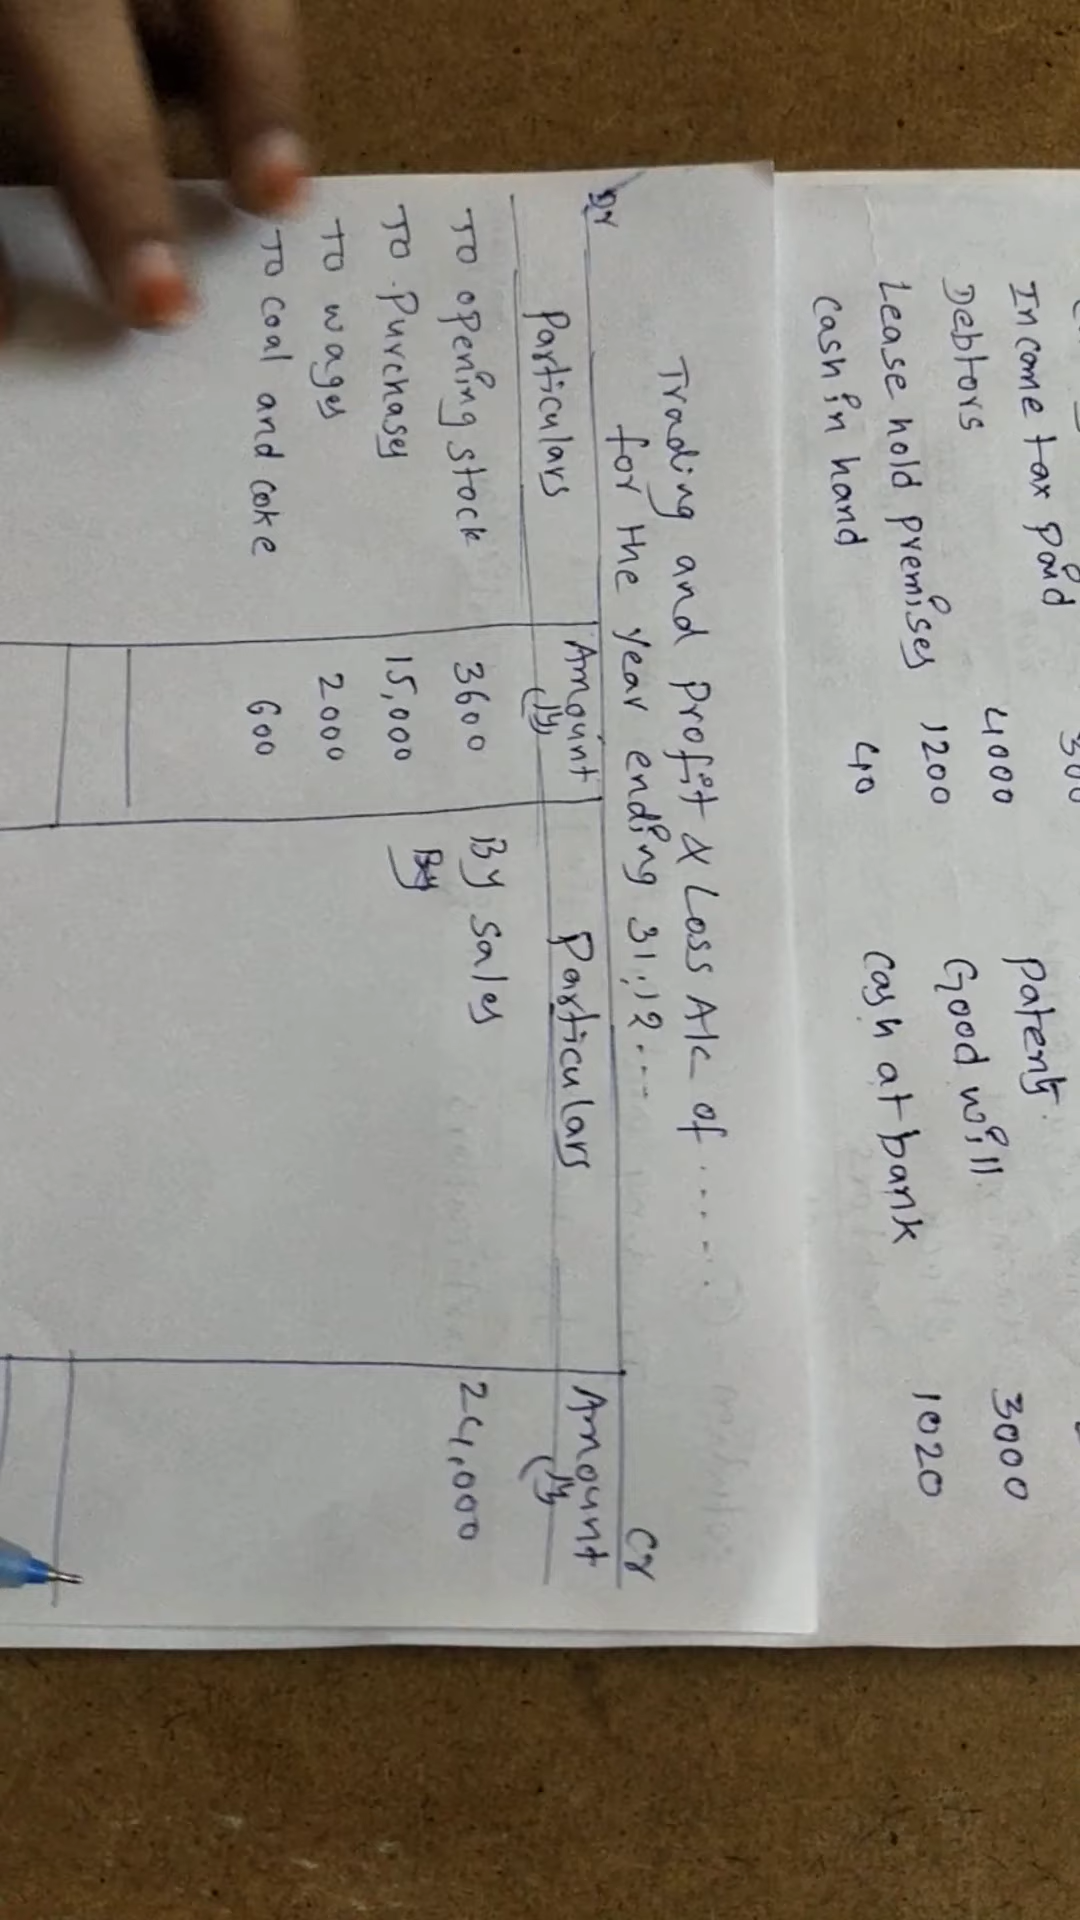 300
Income tax paid 4000 Patents 3000
Debtors 1200 Good will 1020
Lease hold premises 40 cash at bank
cash in hand
Trading and profit & Loss A/c of .....
for the year ending 31.12....
Dr Cr
Particulars Amount Particulars Amount
To opening stock 3600 By sales 24,000
To purchases 15,000 By
To wages 2000
To coal and coke 600